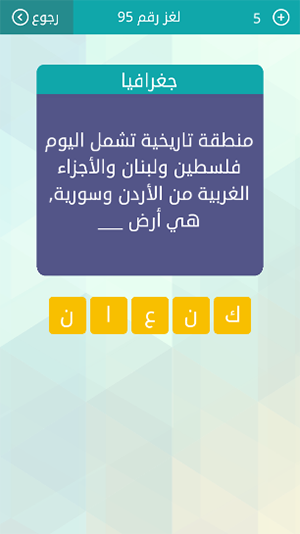 رجوع لغز رقم 95 5
جغرافيا
منطقة تاريخية تشمل اليوم
فلسطين ولبنان والأجزاء
الغربية من الأردن وسورية,
هي أرض ___
ك ن ع ا ن